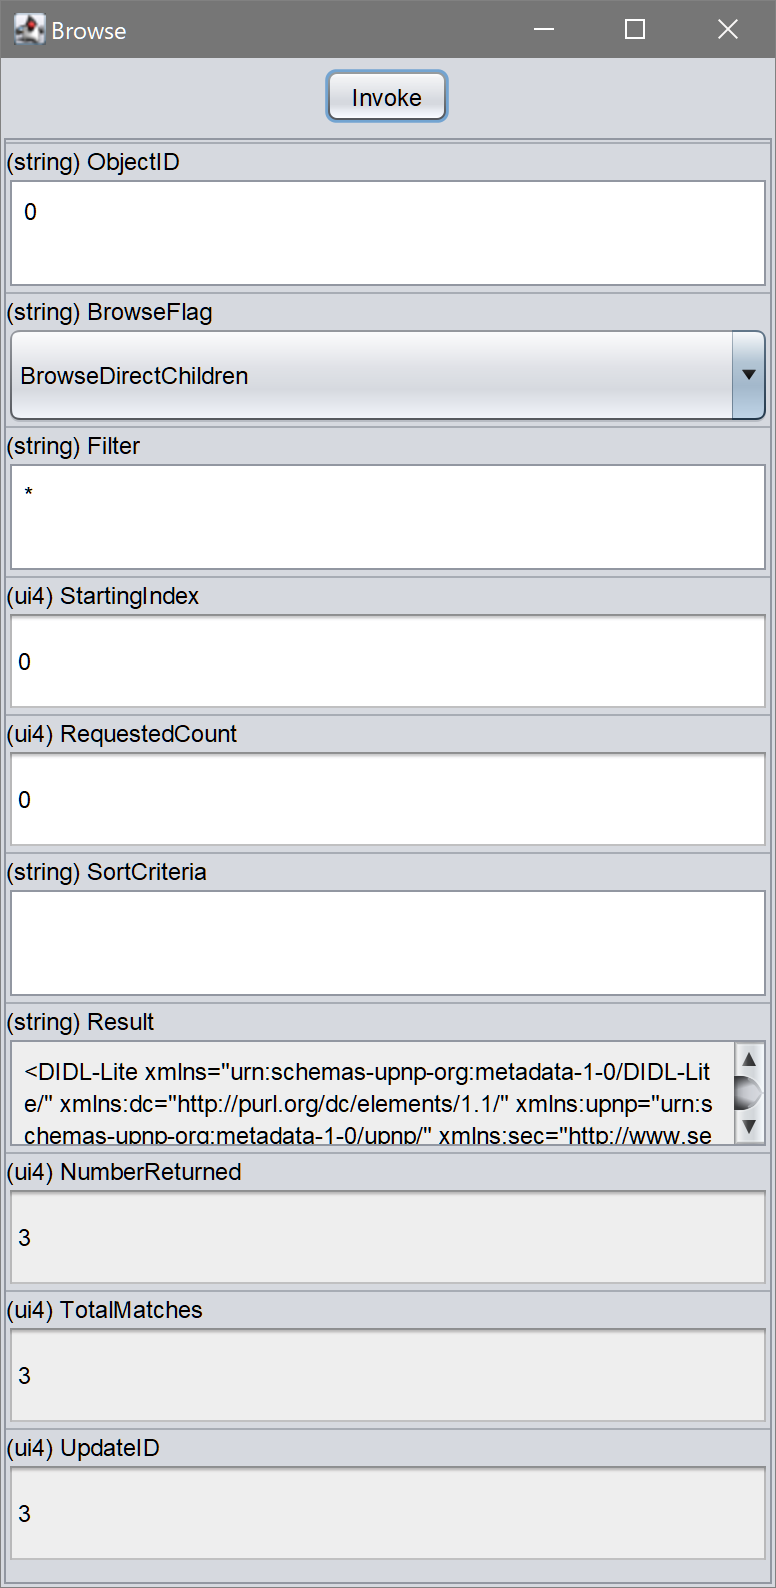 Browse
Invoke
(string) ObjectID
0
(string) BrowseFlag
BrowseDirectChildren
(string) Filter
*
(ui4) StartingIndex
0
(ui4) RequestedCount
0
(string) SortCriteria
(string) Result
<DIDL-Lite xmlns="urn:schemas-upnp-org:metadata-1-0/DIDL-Lit
e/" xmlns:dc="http://purl.org/dc/elements/1.1/" xmlns:upnp="urn:s
chemas-upnp-org:metadata-1-0/upnp/" xmlns:sec="http://www.se
(ui4) NumberReturned
3
(ui4) TotalMatches
3
(ui4) UpdateID
3